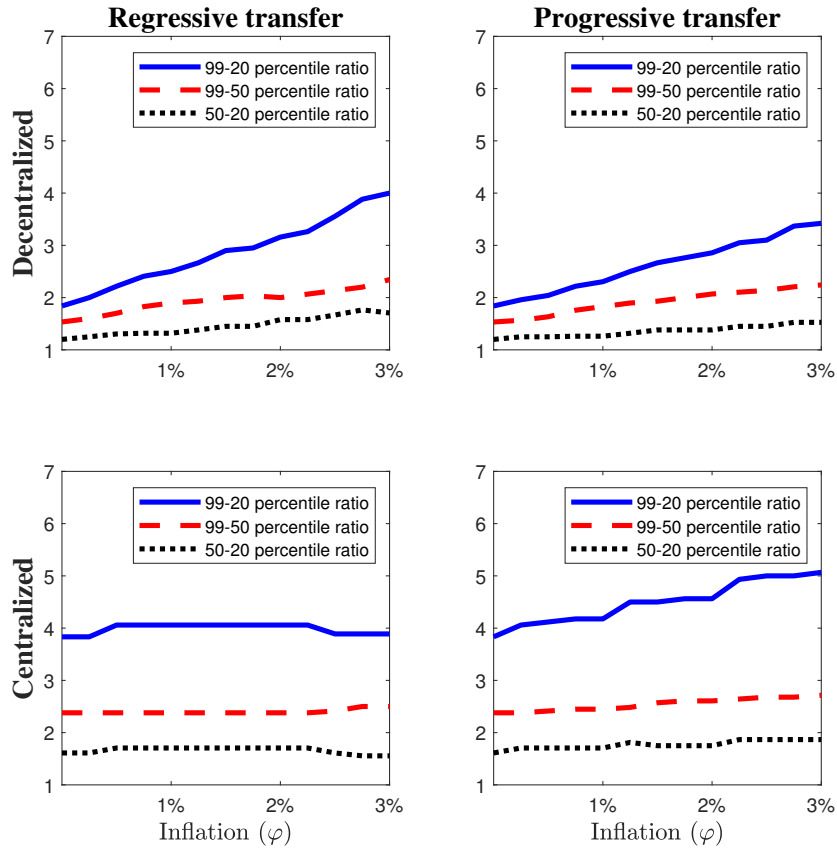 Regressive transfer
Progressive transfer
Decentralized
7
6
5
4
3
2
1
1%
2%
3%
99-20 percentile ratio
99-50 percentile ratio
50-20 percentile ratio
7
6
5
4
3
2
1
1%
2%
3%
99-20 percentile ratio
99-50 percentile ratio
50-20 percentile ratio
Centralized
7
6
5
4
3
2
1
1%
2%
3%
99-20 percentile ratio
99-50 percentile ratio
50-20 percentile ratio
Inflation (φ)
7
6
5
4
3
2
1
1%
2%
3%
99-20 percentile ratio
99-50 percentile ratio
50-20 percentile ratio
Inflation (φ)